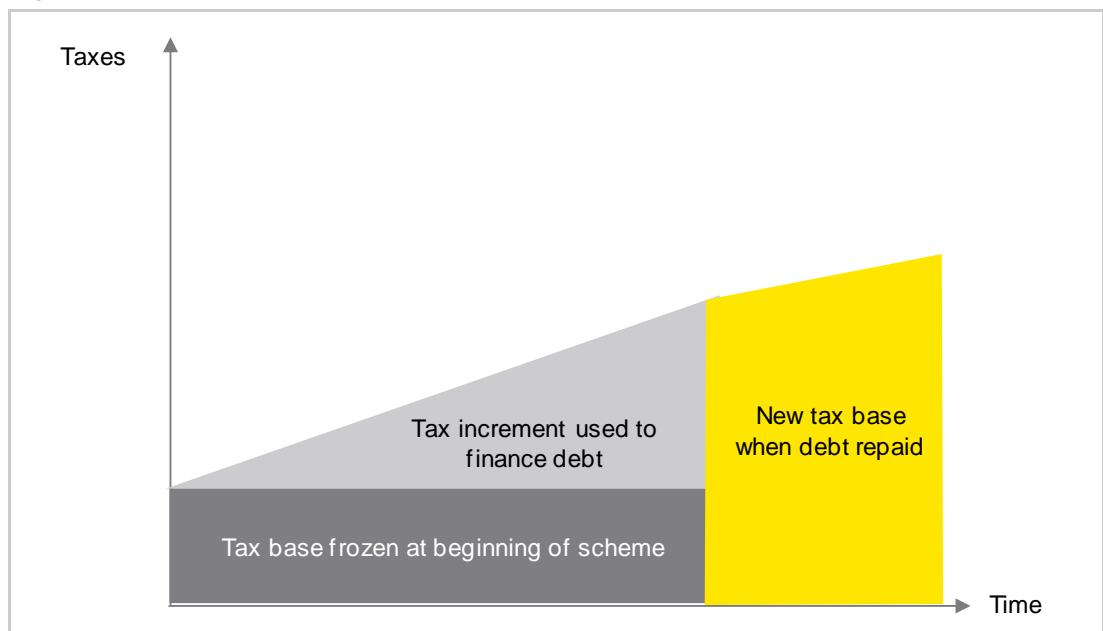 Taxes
Tax increment used to
finance debt
New tax base
when debt repaid
Tax base frozen at beginning of scheme
Time